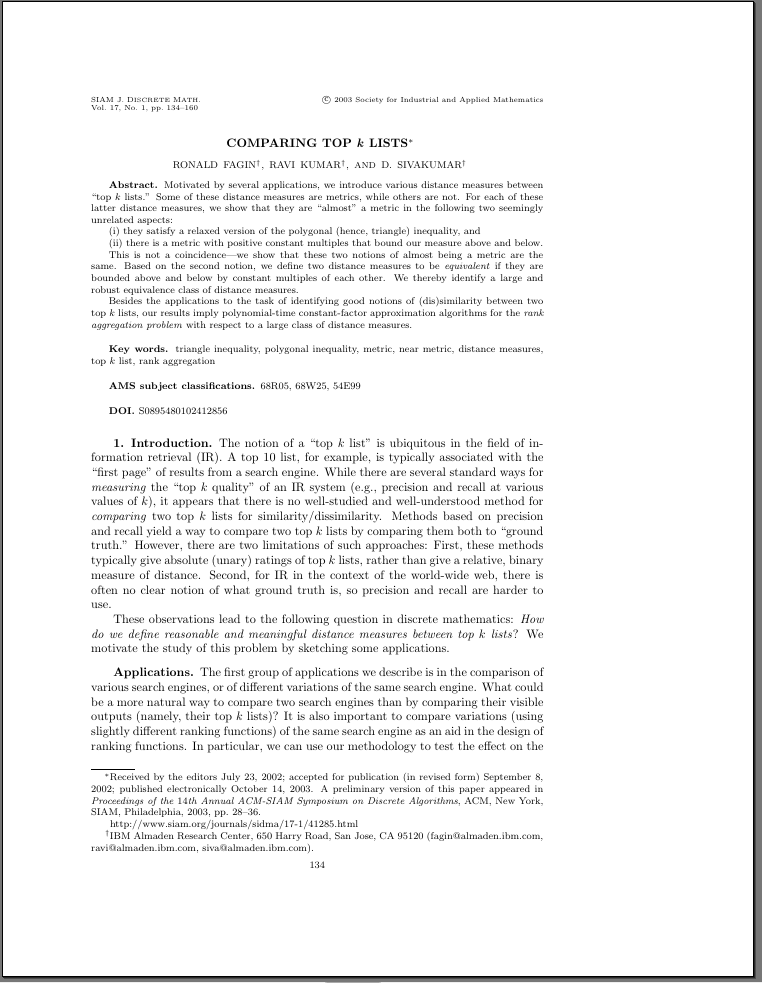 SIAM J. DISCRETE MATH.
Vol. 17, No. 1, pp. 134–160
© 2003 Society for Industrial and Applied Mathematics
COMPARING TOP k LISTS*
RONALD FAGIN†, RAVI KUMAR†, AND D. SIVAKUMAR†
Abstract. Motivated by several applications, we introduce various distance measures between
“top k lists.” Some of these distance measures are metrics, while others are not. For each of these
latter distance measures, we show that they are “almost” a metric in the following two seemingly
unrelated aspects:
(i) they satisfy a relaxed version of the polygonal (hence, triangle) inequality, and
(ii) there is a metric with positive constant multiples that bound our measure above and below.
This is not a coincidence—we show that these two notions of almost being a metric are the
same. Based on the second notion, we define two distance measures to be equivalent if they are
bounded above and below by constant multiples of each other. We thereby identify a large and
robust equivalence class of distance measures.
Besides the applications to the task of identifying good notions of (dis)similarity between two
top k lists, our results imply polynomial-time constant-factor approximation algorithms for the rank
aggregation problem with respect to a large class of distance measures.
Key words. triangle inequality, polygonal inequality, metric, near metric, distance measures,
top k list, rank aggregation
AMS subject classifications. 68R05, 68W25, 54E99
DOI. S0895480102412856
1. Introduction. The notion of a “top k list” is ubiquitous in the field of in-
formation retrieval (IR). A top 10 list, for example, is typically associated with the
“first page” of results from a search engine. While there are several standard ways for
measuring the “top k quality” of an IR system (e.g., precision and recall at various
values of k), it appears that there is no well-studied and well-understood method for
comparing two top k lists for similarity/dissimilarity. Methods based on precision
and recall yield a way to compare two top k lists by comparing them both to “ground
truth.” However, there are two limitations of such approaches: First, these methods
typically give absolute (unary) ratings of top k lists, rather than give a relative, binary
measure of distance. Second, for IR in the context of the world-wide web, there is
often no clear notion of what ground truth is, so precision and recall are harder to
use.
These observations lead to the following question in discrete mathematics: How
do we define reasonable and meaningful distance measures between top k lists? We
motivate the study of this problem by sketching some applications.
Applications. The first group of applications we describe is in the comparison of
various search engines, or of different variations of the same search engine. What could
be a more natural way to compare two search engines than by comparing their visible
outputs (namely, their top k lists)? It is also important to compare variations (using
slightly different ranking functions) of the same search engine as an aid in the design of
ranking functions. In particular, we can use our methodology to test the effect on the
*Received by the editors July 23, 2002; accepted for publication (in revised form) September 8,
2002; published electronically October 14, 2003. A preliminary version of this paper appeared in
Proceedings of the 14th Annual ACM-SIAM Symposium on Discrete Algorithms, ACM, New York,
SIAM, Philadelphia, 2003, pp. 28–36.
http://www.siam.org/journals/sidma/17-1/41285.html
†IBM Almaden Research Center, 650 Harry Road, San Jose, CA 95120 (fagin@almaden.ibm.com,
ravi@almaden.ibm.com, siva@almaden.ibm.com).
134